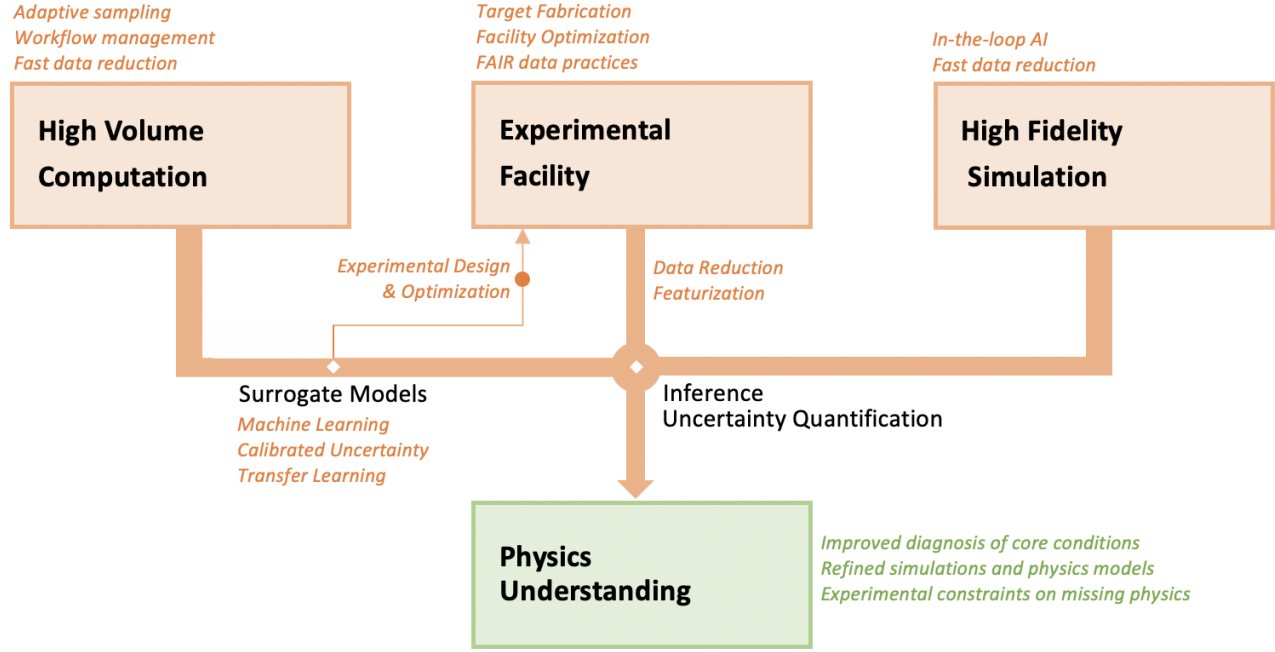 Adaptive sampling
Workflow management
Fast data reduction
High Volume
Computation
Target Fabrication
Facility Optimization
FAIR data practices
Experimental
Facility
In-the-loop AI
Fast data reduction
High Fidelity
Simulation
Experimental Design
& Optimization
Data Reduction
Featurization
Surrogate Models
Machine Learning
Calibrated Uncertainty
Transfer Learning
Inference
Uncertainty Quantification
Physics
Understanding
Improved diagnosis of core conditions
Refined simulations and physics models
Experimental constraints on missing physics